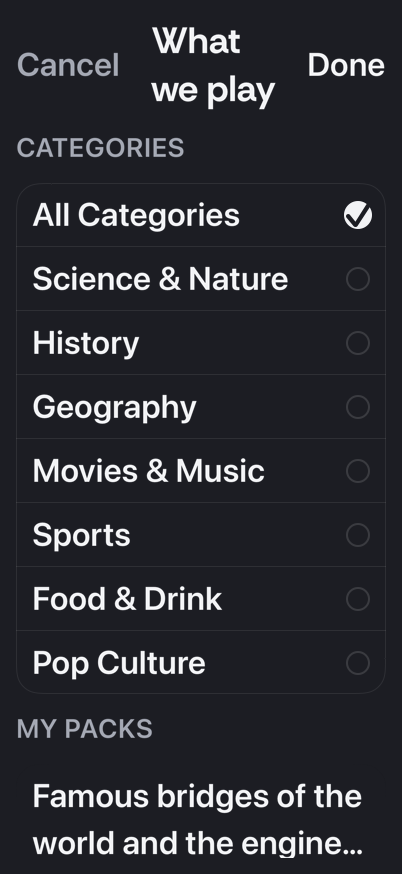 Cancel
What
we play
Done
CATEGORIES
All Categories
Science & Nature
History
Geography
Movies & Music
Sports
Food & Drink
Pop Culture
MY PACKS
Famous bridges of the
world and the engine…